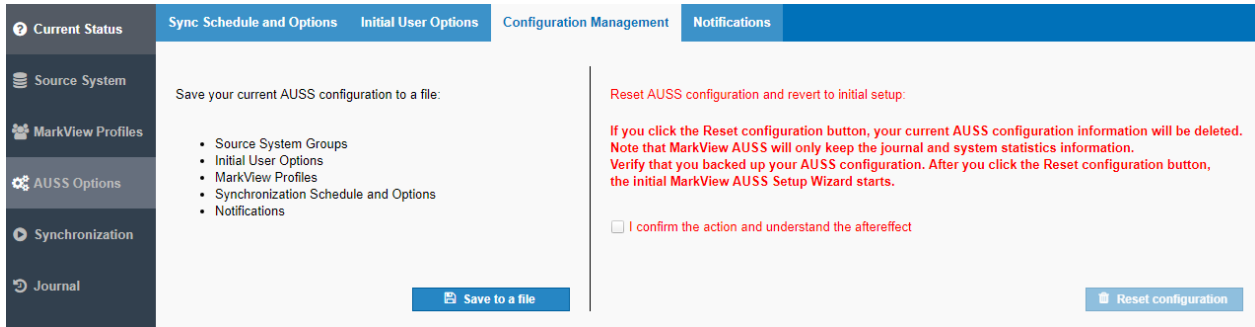 Current Status
Source System
MarkView Profiles
AUSS Options
Synchronization
Journal
Sync Schedule and Options
Initial User Options
Configuration Management
Notifications
Save your current AUSS configuration to a file:
• Source System Groups
• Initial User Options
• MarkView Profiles
• Synchronization Schedule and Options
• Notifications
Save to a file
Reset AUSS configuration and revert to initial setup:
If you click the Reset configuration button, your current AUSS configuration information will be deleted.
Note that MarkView AUSS will only keep the journal and system statistics information.
Verify that you backed up your AUSS configuration. After you click the Reset configuration button,
the initial MarkView AUSS Setup Wizard starts.
I confirm the action and understand the aftereffect
Reset configuration